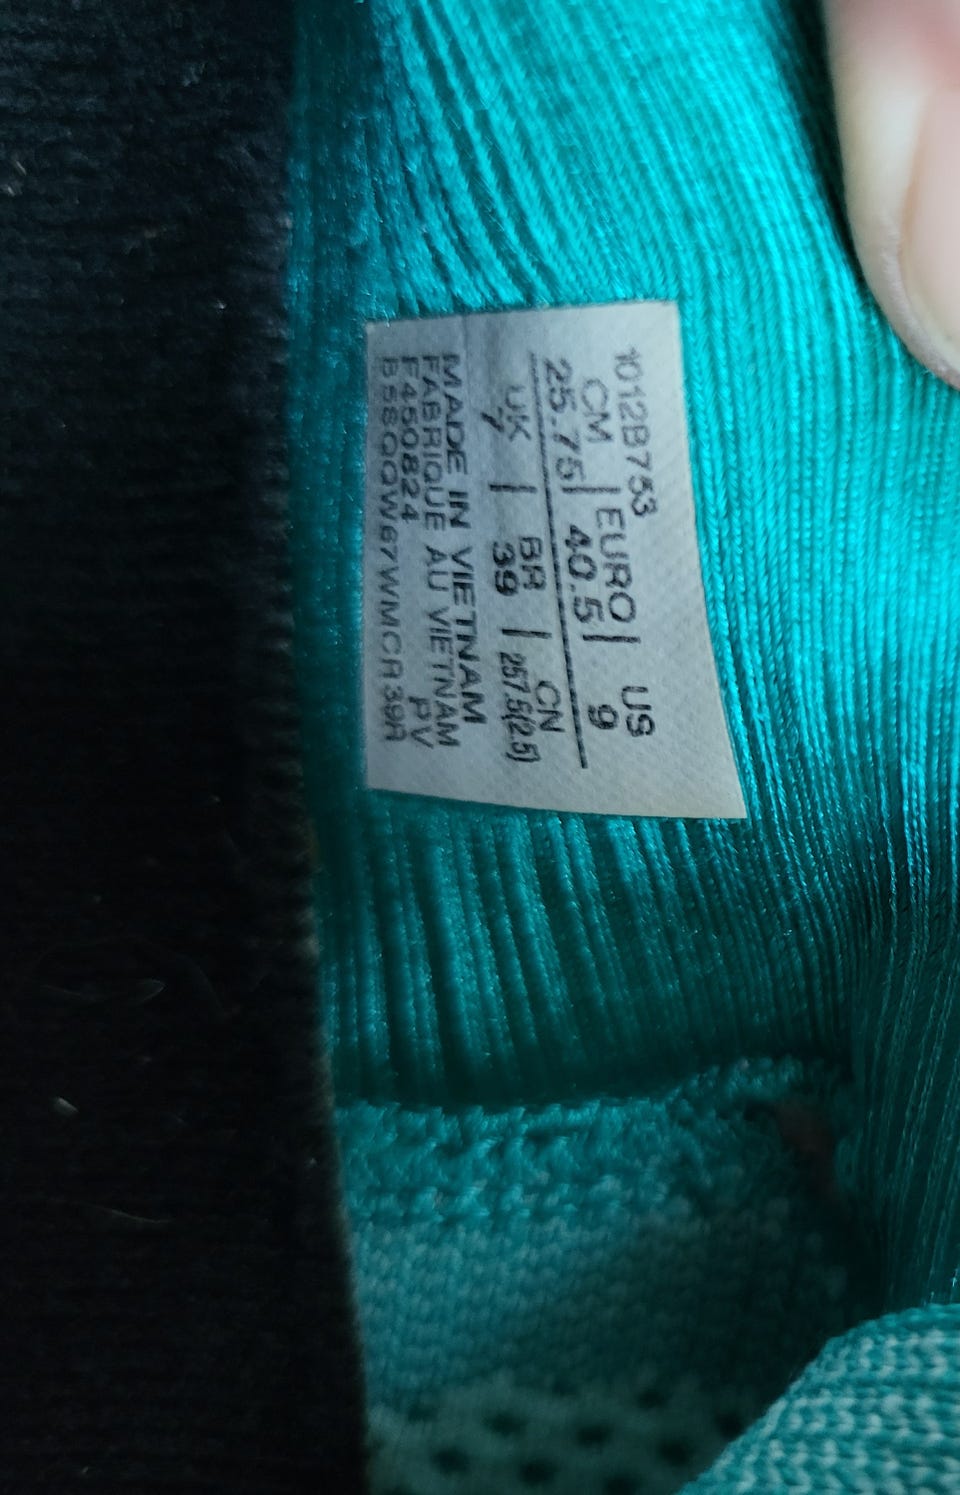 1012B753
CM | EURO | US
25.75 | 40.5 | 9
UK | BR | CN
7 | 39 | 257.5(2.5)
MADE IN VIETNAM
FABRIQUE AU VIETNAM
F450824 PV
39A